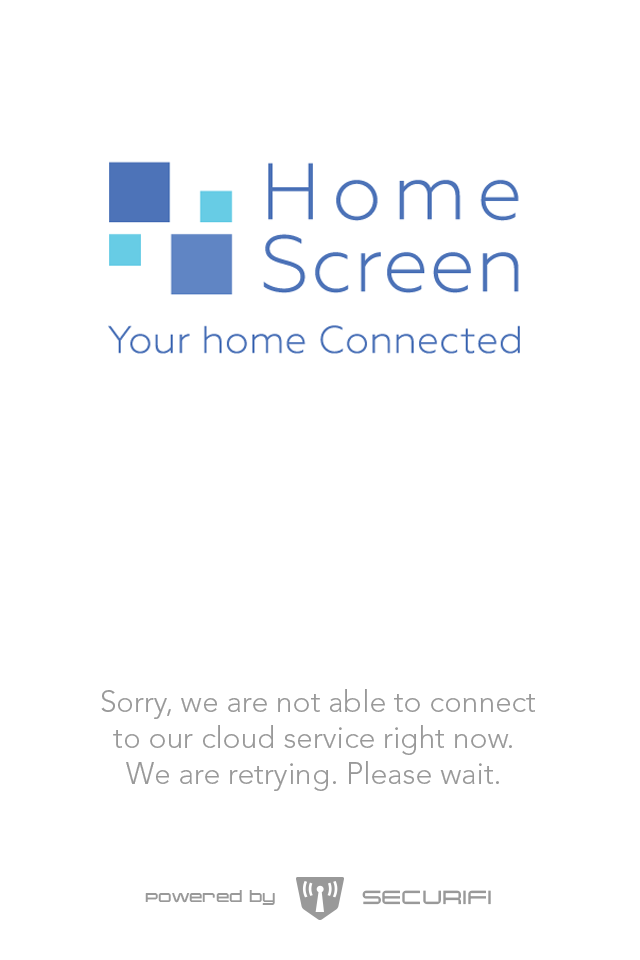 Home
Screen
Your home Connected
Sorry, we are not able to connect
to our cloud service right now.
We are retrying. Please wait.
powered by SECURIFI